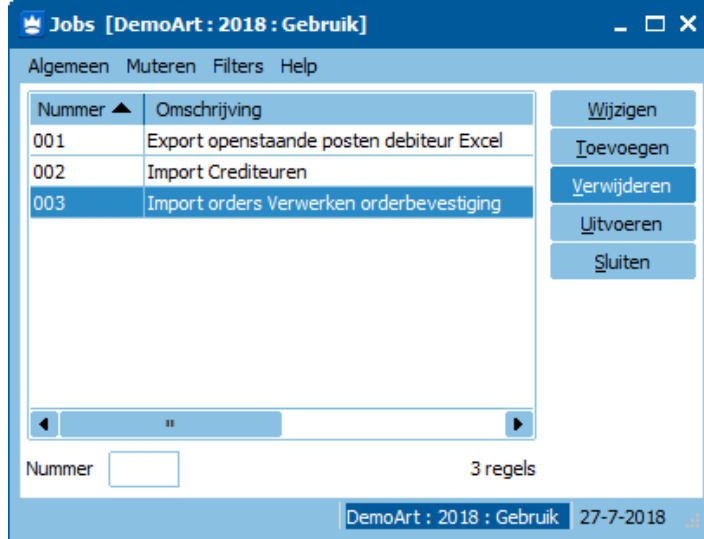 Jobs [DemoArt : 2018 : Gebruik]
Algemeen Muteren Filters Help
Nummer Omschrijving
001 Export openstaande posten debiteur Excel
002 Import Crediteuren
003 Import orders Verwerken orderbevestiging
Wijzigen
Toevoegen
Verwijderen
Uitvoeren
Sluiten
Nummer 3 regels
DemoArt : 2018 : Gebruik 27-7-2018